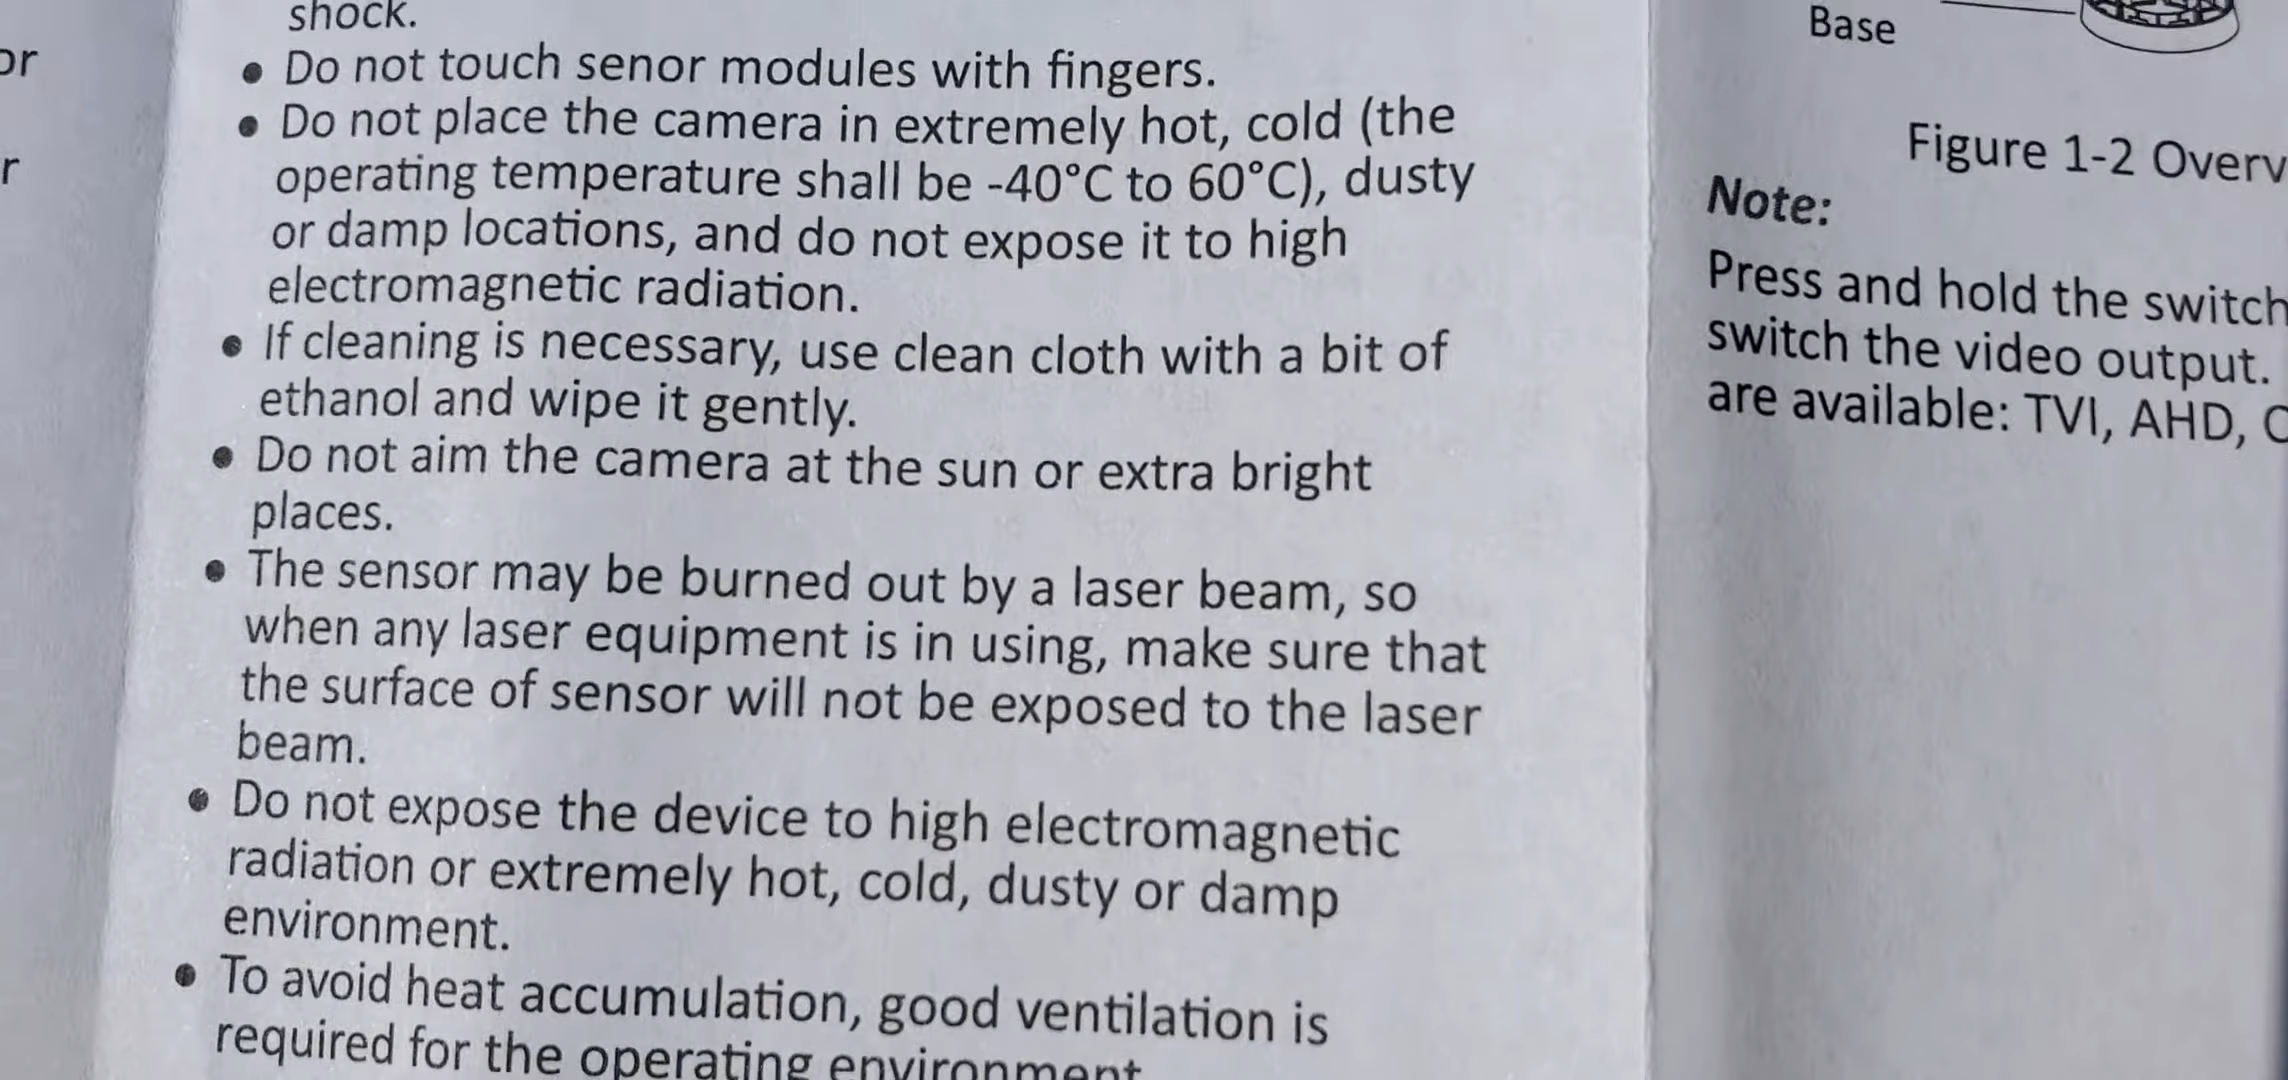 or
r
shock.
• Do not touch senor modules with fingers.
• Do not place the camera in extremely hot, cold (the
operating temperature shall be -40°C to 60°C), dusty
or damp locations, and do not expose it to high
electromagnetic radiation.
• If cleaning is necessary, use clean cloth with a bit of
ethanol and wipe it gently.
• Do not aim the camera at the sun or extra bright
places.
• The sensor may be burned out by a laser beam, so
when any laser equipment is in using, make sure that
the surface of sensor will not be exposed to the laser
beam.
• Do not expose the device to high electromagnetic
radiation or extremely hot, cold, dusty or damp
environment.
• To avoid heat accumulation, good ventilation is
required for the operating environment
Base
Figure 1-2 Overv
Note:
Press and hold the switch
switch the video output.
are available: TVI, AHD, C